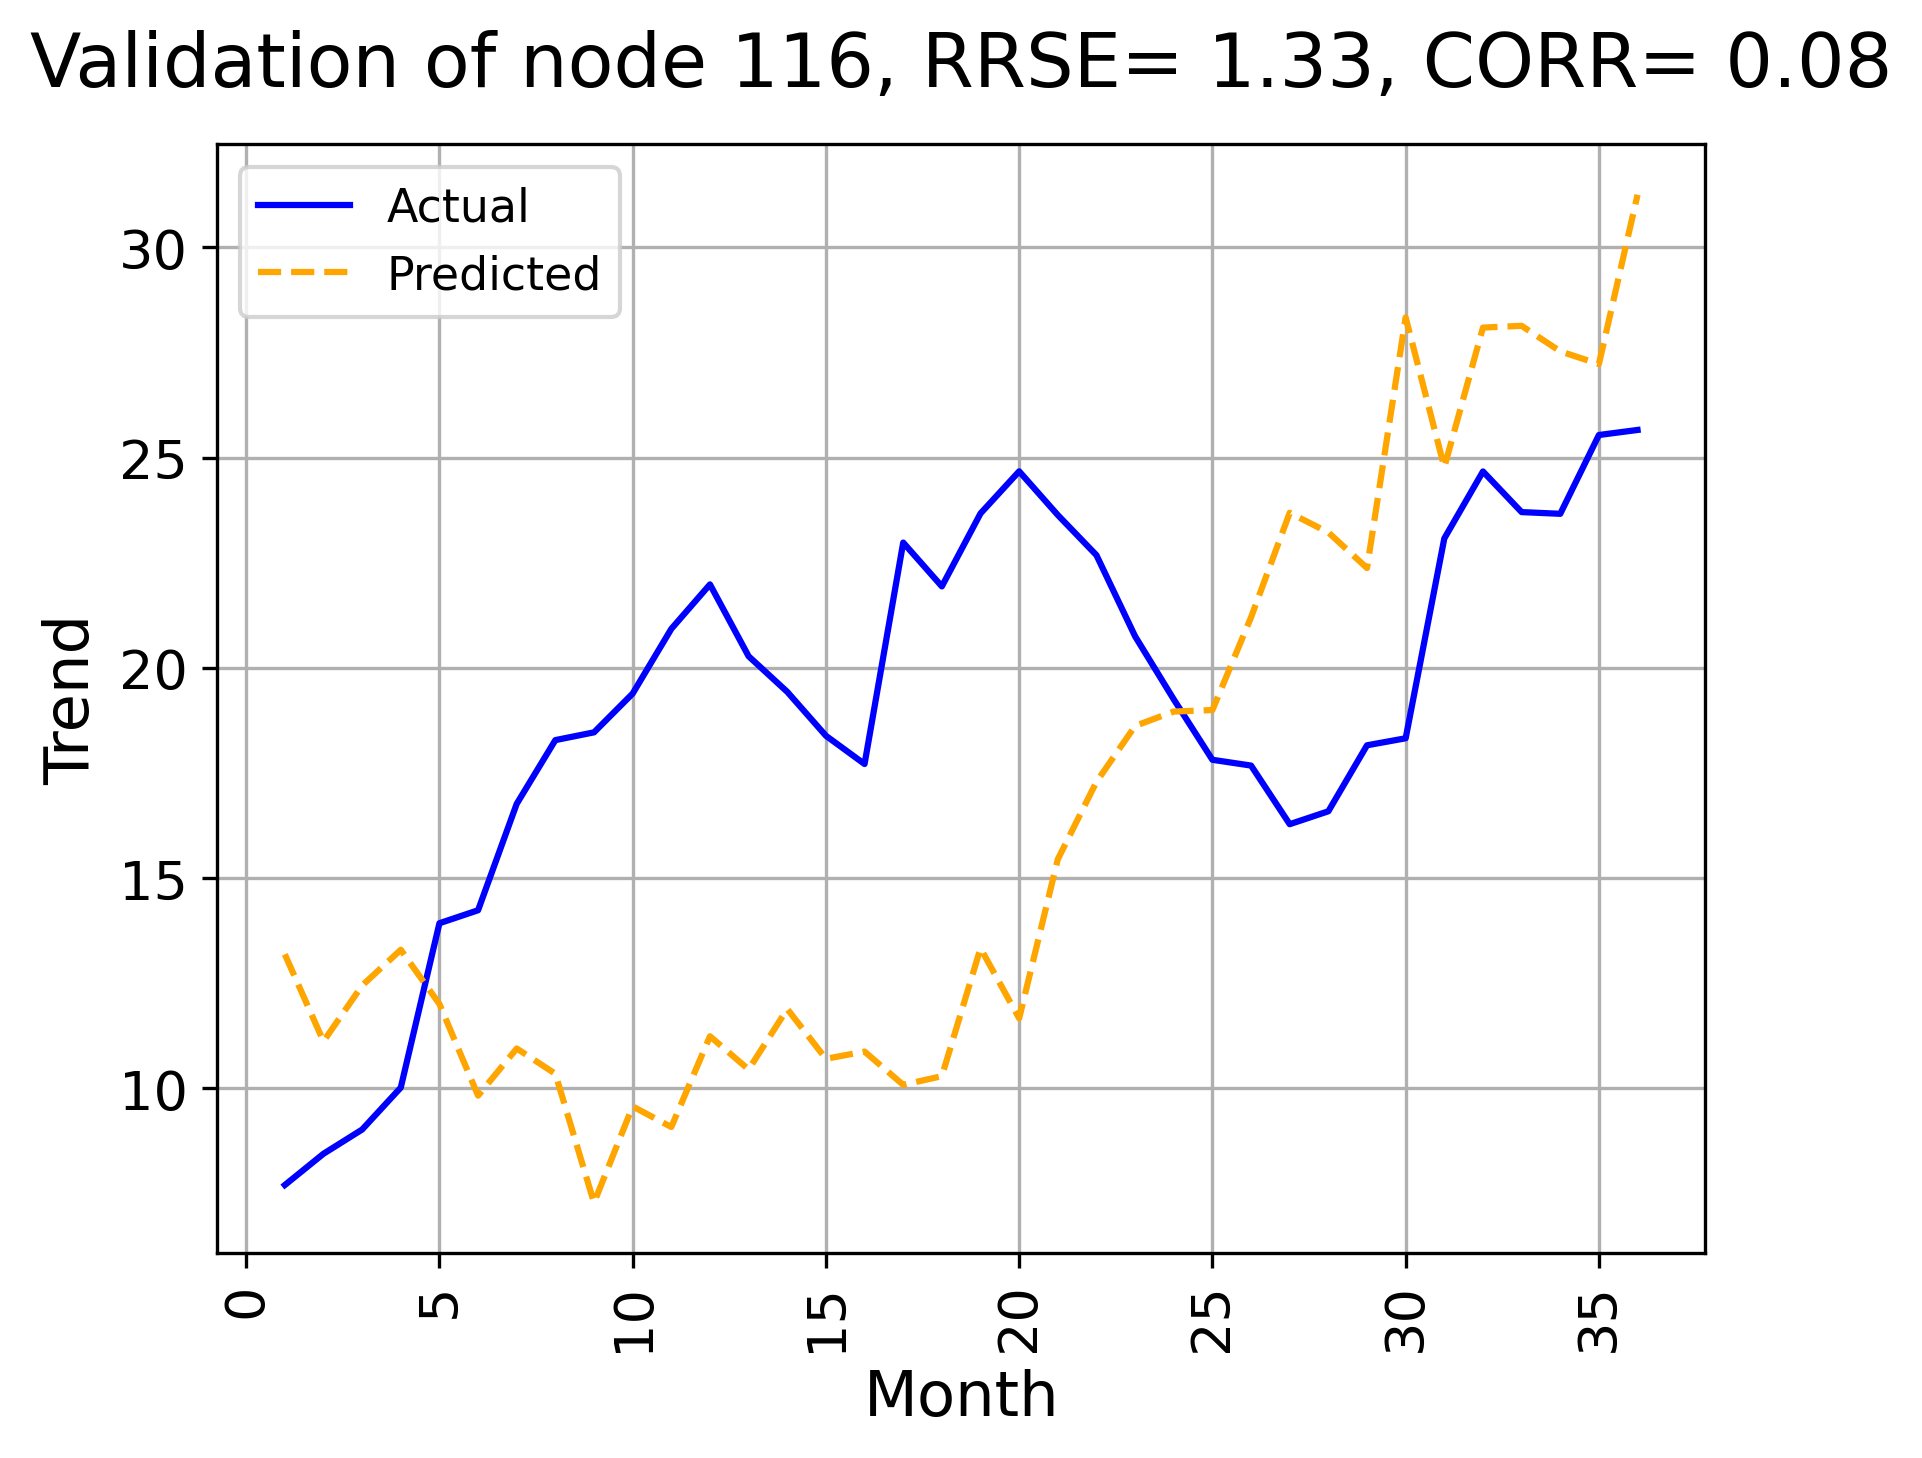 Validation of node 116, RRSE= 1.33, CORR= 0.08
Actual
Predicted
30
25
20
15
10
Trend
0 5 10 15 20 25 30 35
Month